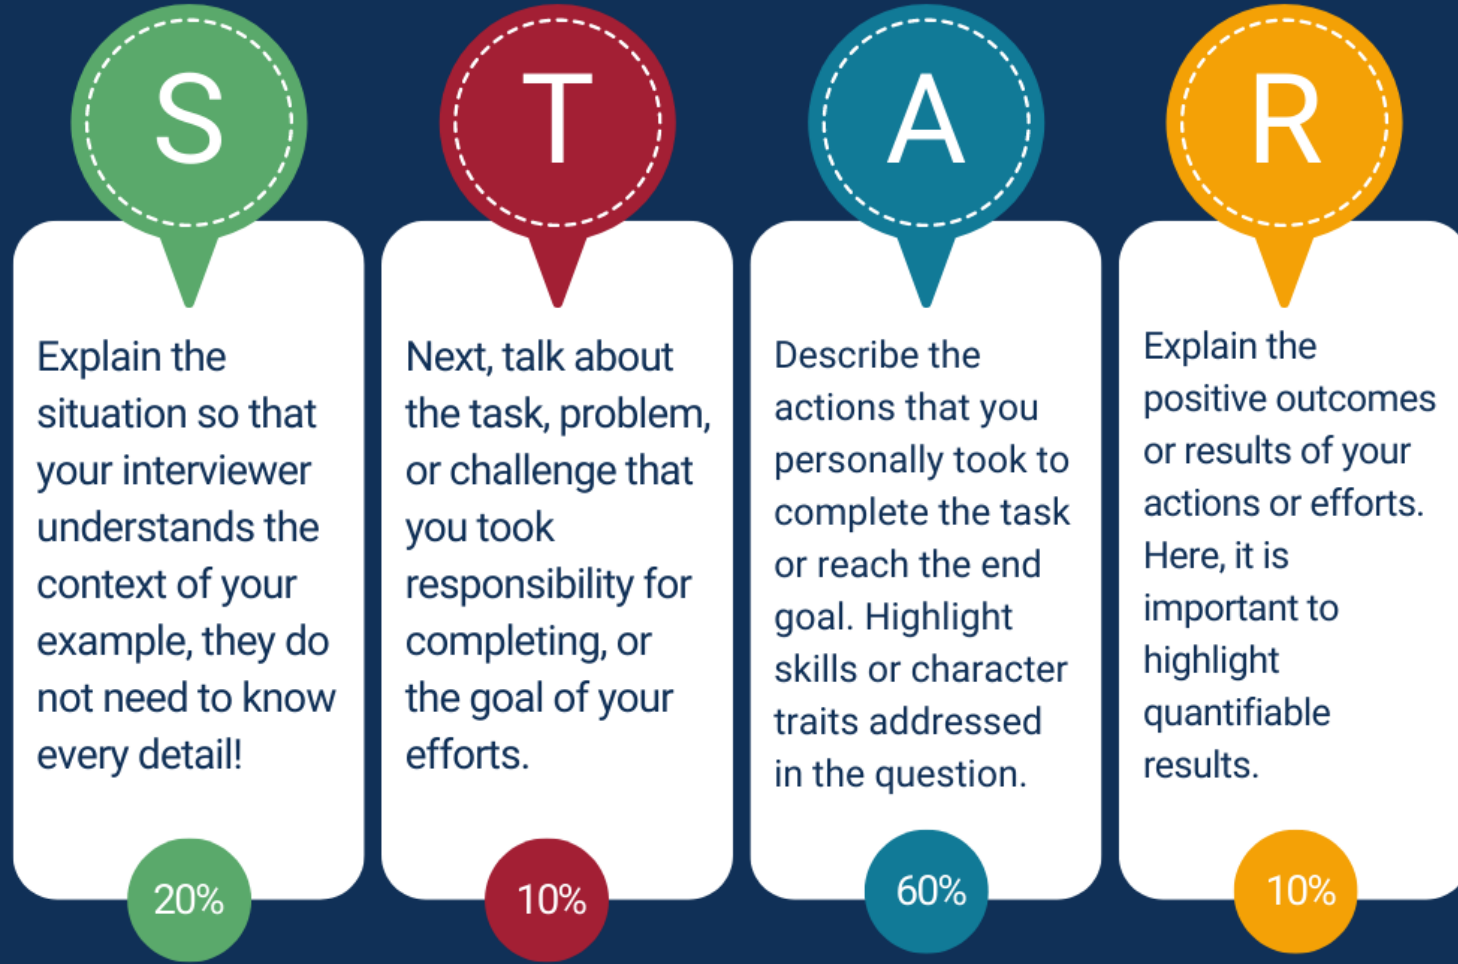 S
Explain the
situation so that
your interviewer
understands the
context of your
example, they do
not need to know
every detail!
20%
T
Next, talk about
the task, problem,
or challenge that
you took
responsibility for
completing, or
the goal of your
efforts.
10%
A
Describe the
actions that you
personally took to
complete the task
or reach the end
goal. Highlight
skills or character
traits addressed
in the question.
60%
R
Explain the
positive outcomes
or results of your
actions or efforts.
Here, it is
important to
highlight
quantifiable
results.
10%